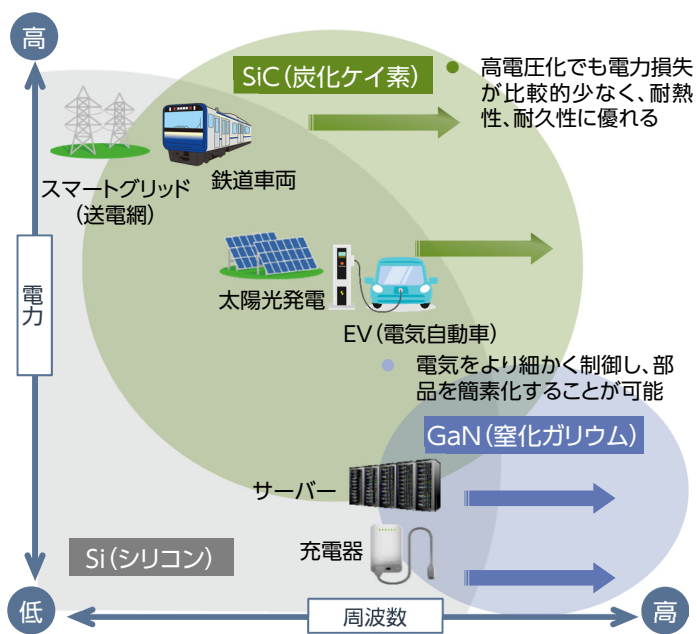 高
SiC（炭化ケイ素）
● 高電圧化でも電力損失
が比較的少なく、耐熱
性、耐久性に優れる
鉄道車両
スマートグリッド
（送電網）
電力
太陽光発電
EV（電気自動車）
● 電気をより細かく制御し、部
品を簡素化することが可能
GaN（窒化ガリウム）
サーバー
充電器
Si（シリコン）
低
周波数
高